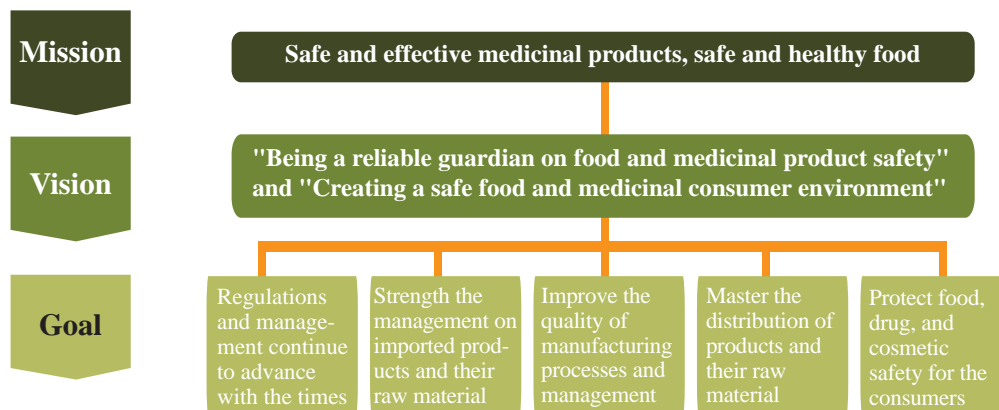 Mission
Safe and effective medicinal products, safe and healthy food
Vision
"Being a reliable guardian on food and medicinal product safety"
and "Creating a safe food and medicinal consumer environment"
Goal
Regulations
and manage-
ment continue
to advance
with the times
Strength the
management on
imported prod-
ucts and their
raw material
Improve the
quality of
manufacturing
processes and
management
Master the
distribution of
products and
their raw
material
Protect food,
drug, and
cosmetic
safety for the
consumers